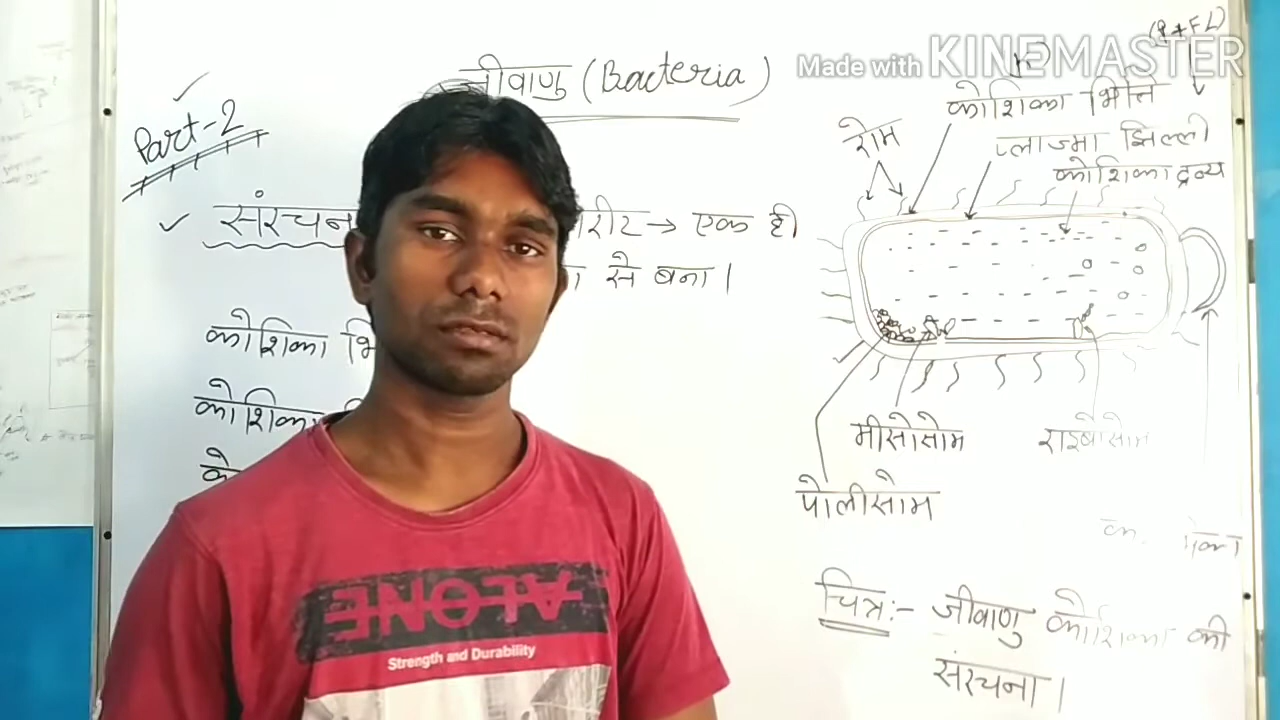 Made with KINEMASTER
जीवाणु (Bacteria)
Part-2
संरचना
शरीर → एक ही
से बना।
कोशिका भि
कोशिका
के
कोशिका भित्ति
रोम
प्लाज्मा झिल्ली
कोशिका द्रव्य
मीसोसोम
राइबोसोम
पोलीसोम
चित्र:- जीवाणु कोशिका की
संरचना।
ALONE
Strength and Durability